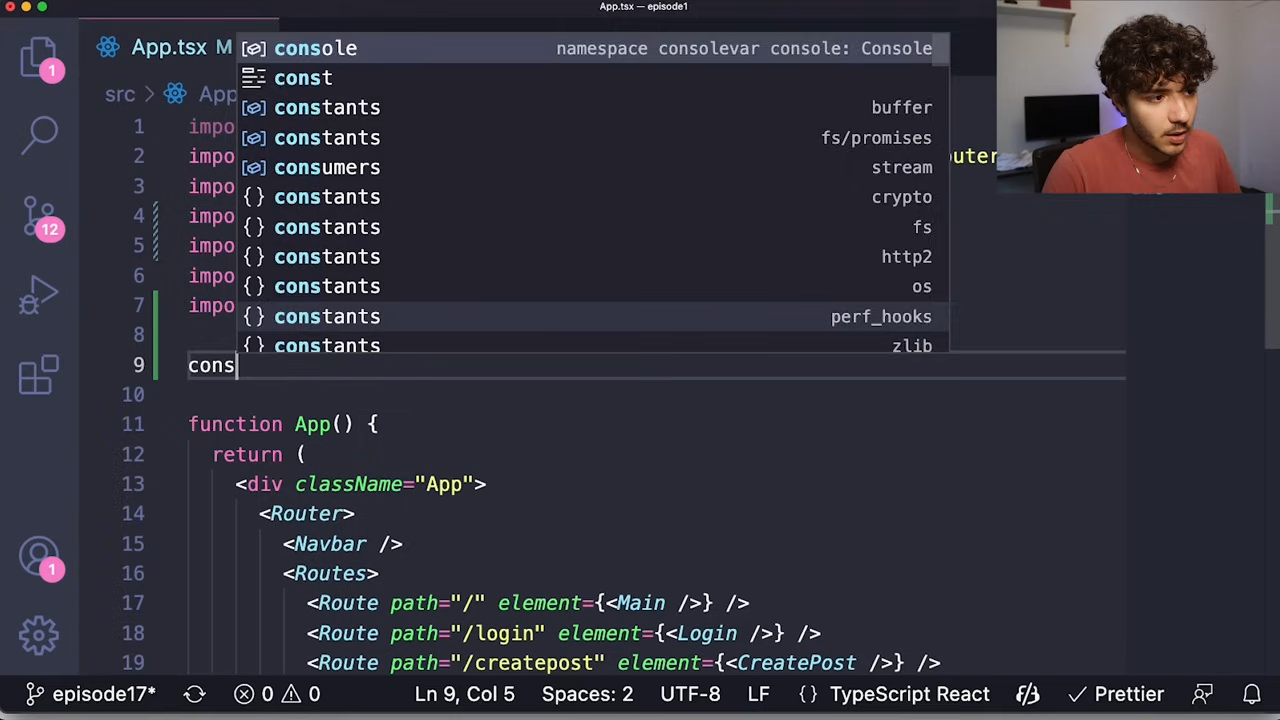 App.tsx — episode1
App.tsx M
console namespace consolevar console: Console
const
constants buffer
constants fs/promises
consumers stream
constants crypto
constants fs
constants http2
constants os
constants perf_hooks
constants zlib
src > App
1 impo
2 impo outer
3 impo
4 impo
5 impo
6 impo
7 impo
8
9 cons
10
11 function App() {
12 return (
13 <div className="App">
14 <Router>
15 <Navbar />
16 <Routes>
17 <Route path="/" element={<Main />} />
18 <Route path="/login" element={<Login />} />
19 <Route path="/createpost" element={<CreatePost />} />
1
12
1
episode17* 0 0 Ln 9, Col 5 Spaces: 2 UTF-8 LF {} TypeScript React Prettier